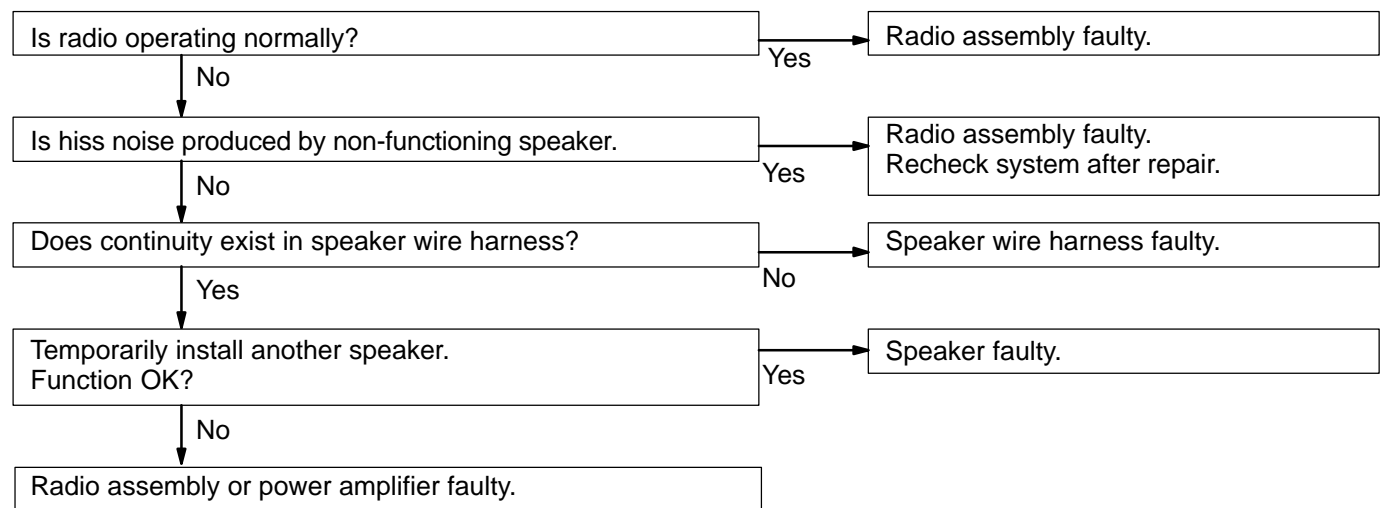 Is radio operating normally?
Yes
Radio assembly faulty.
No
Is hiss noise produced by non-functioning speaker.
Yes
Radio assembly faulty.
Recheck system after repair.
No
Does continuity exist in speaker wire harness?
No
Speaker wire harness faulty.
Yes
Temporarily install another speaker.
Function OK?
Yes
Speaker faulty.
No
Radio assembly or power amplifier faulty.